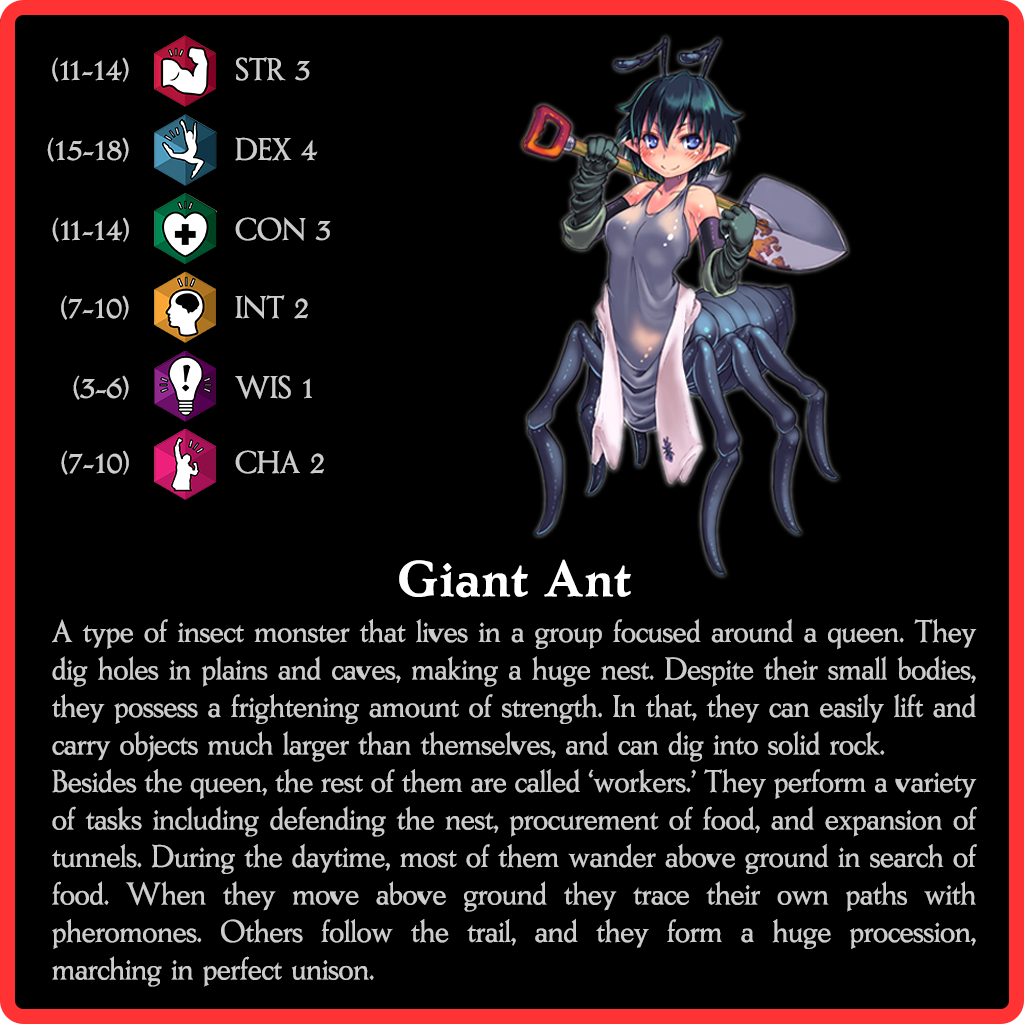 (11-14) STR 3
(15-18) DEX 4
(11-14) CON 3
(7-10) INT 2
(3-6) WIS 1
(7-10) CHA 2
Giant Ant
A type of insect monster that lives in a group focused around a queen. They
dig holes in plains and caves, making a huge nest. Despite their small bodies,
they possess a frightening amount of strength. In that, they can easily lift and
carry objects much larger than themselves, and can dig into solid rock.
Besides the queen, the rest of them are called ‘workers.’ They perform a variety
of tasks including defending the nest, procurement of food, and expansion of
tunnels. During the daytime, most of them wander above ground in search of
food. When they move above ground they trace their own paths with
pheromones. Others follow the trail, and they form a huge procession,
marching in perfect unison.